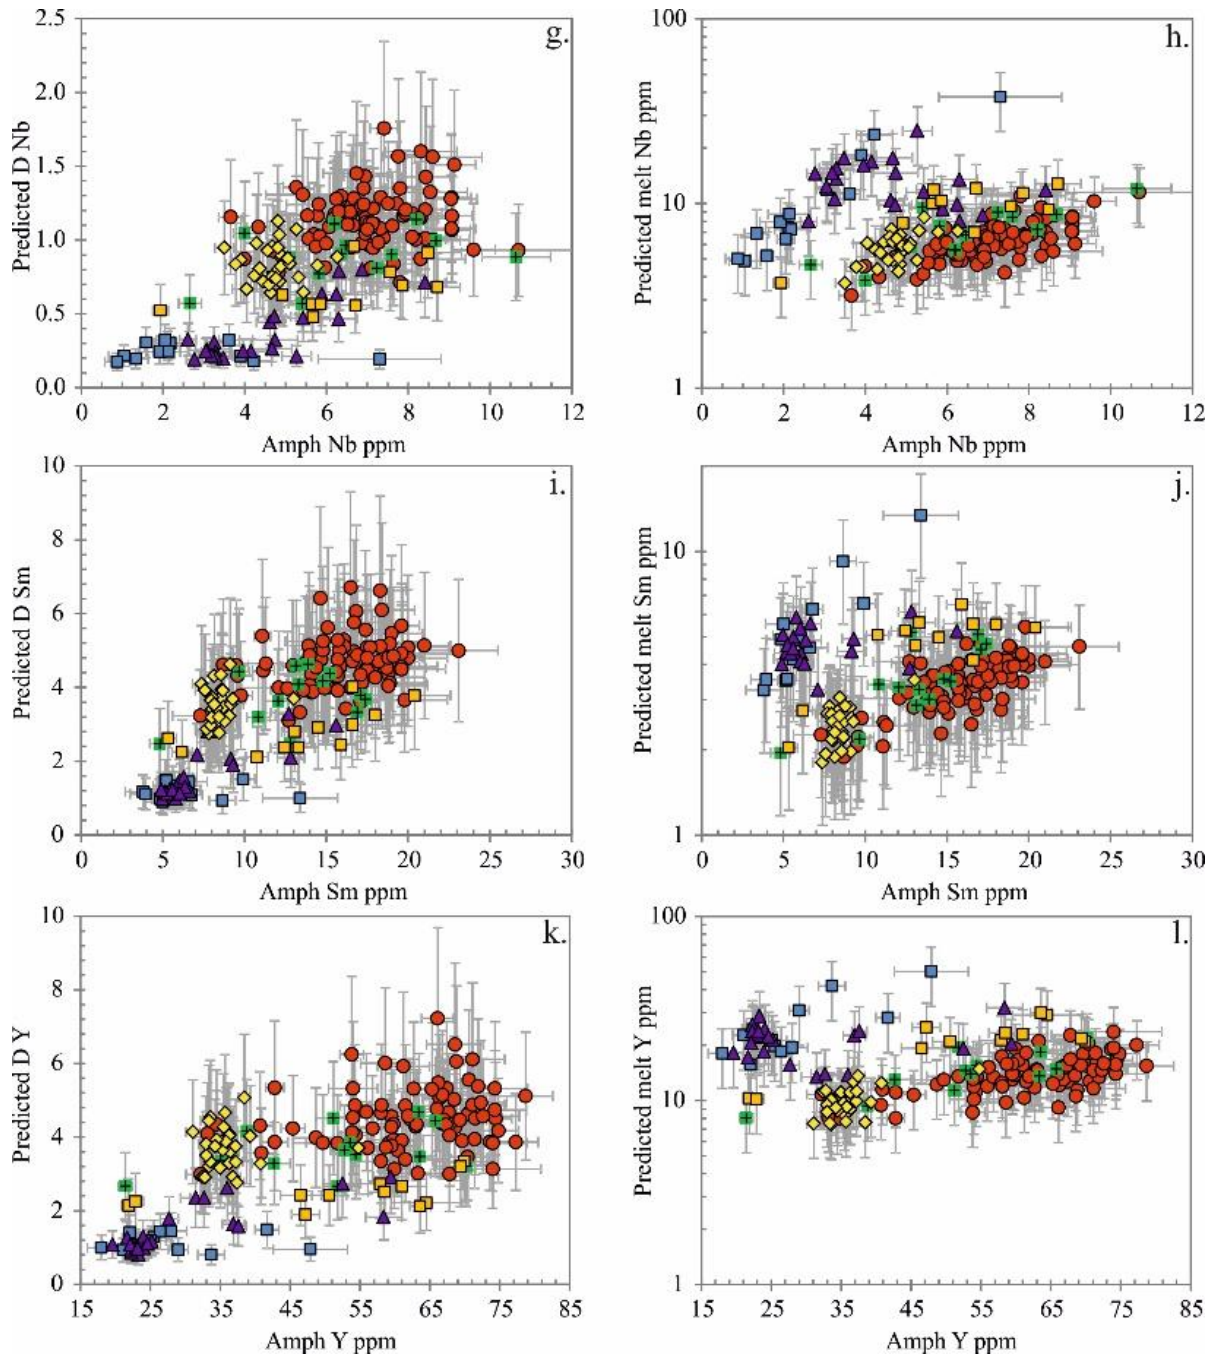 g.
2.5
2.0
1.5
1.0
0.5
0.0
Predicted D Nb
0 2 4 6 8 10 12
Amph Nb ppm
h.
100
10
1
Predicted melt Nb ppm
0 2 4 6 8 10 12
Amph Nb ppm
i.
10
8
6
4
2
0
Predicted D Sm
0 5 10 15 20 25 30
Amph Sm ppm
j.
10
1
Predicted melt Sm ppm
0 5 10 15 20 25 30
Amph Sm ppm
k.
10
8
6
4
2
0
Predicted D Y
15 25 35 45 55 65 75 85
Amph Y ppm
l.
100
10
1
Predicted melt Y ppm
15 25 35 45 55 65 75 85
Amph Y ppm